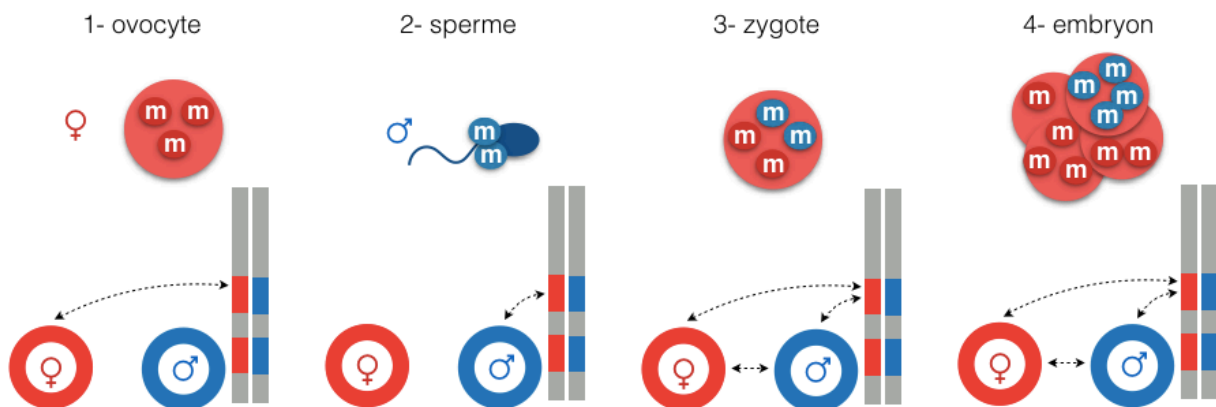 1- ovocyte
2- sperme
3- zygote
4- embryon
♀
m m
m
♂
m
m
m
m m
m
m
m m
m
m
m
m m
m m
♀ ♂
♀ ♂
♀ ♂
♀ ♂